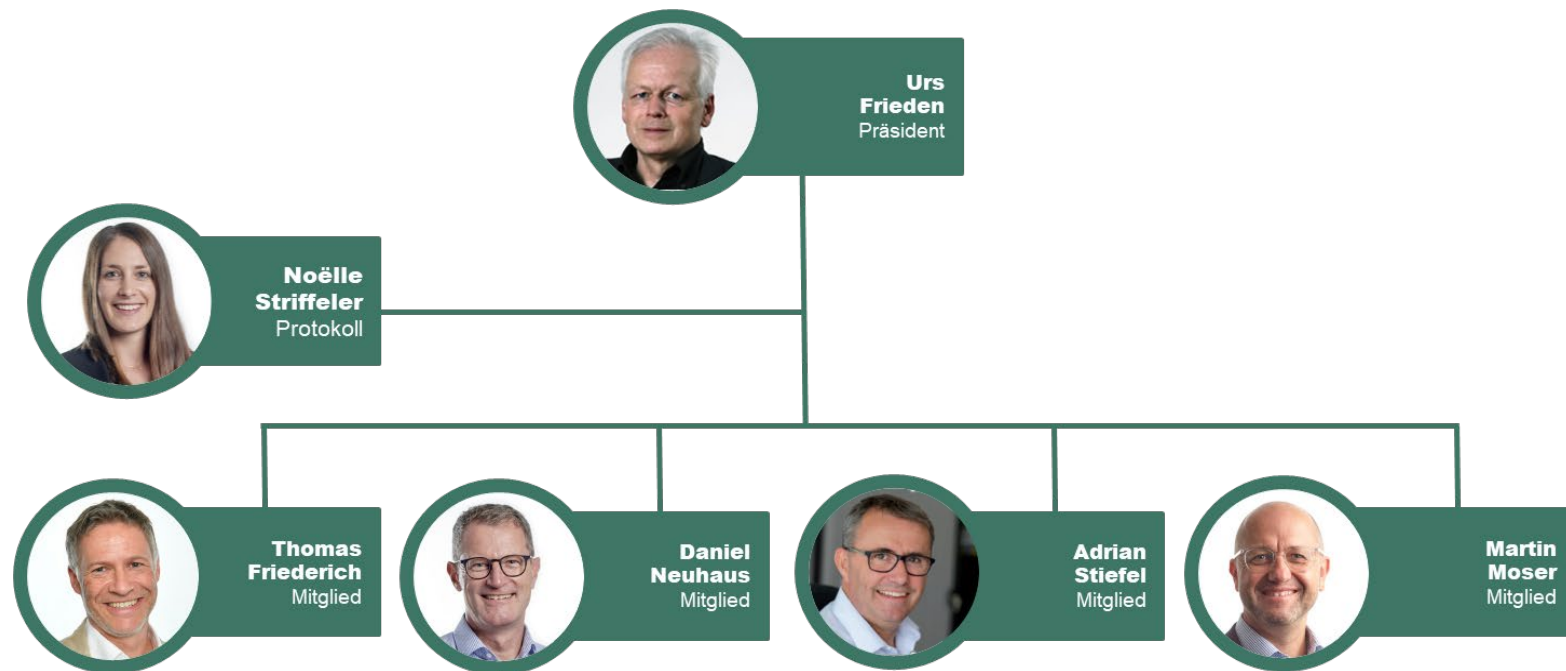 Urs
Frieden
Präsident
Noëlle
Striffeler
Protokoll
Thomas
Friederich
Mitglied
Daniel
Neuhaus
Mitglied
Adrian
Stiefel
Mitglied
Martin
Moser
Mitglied